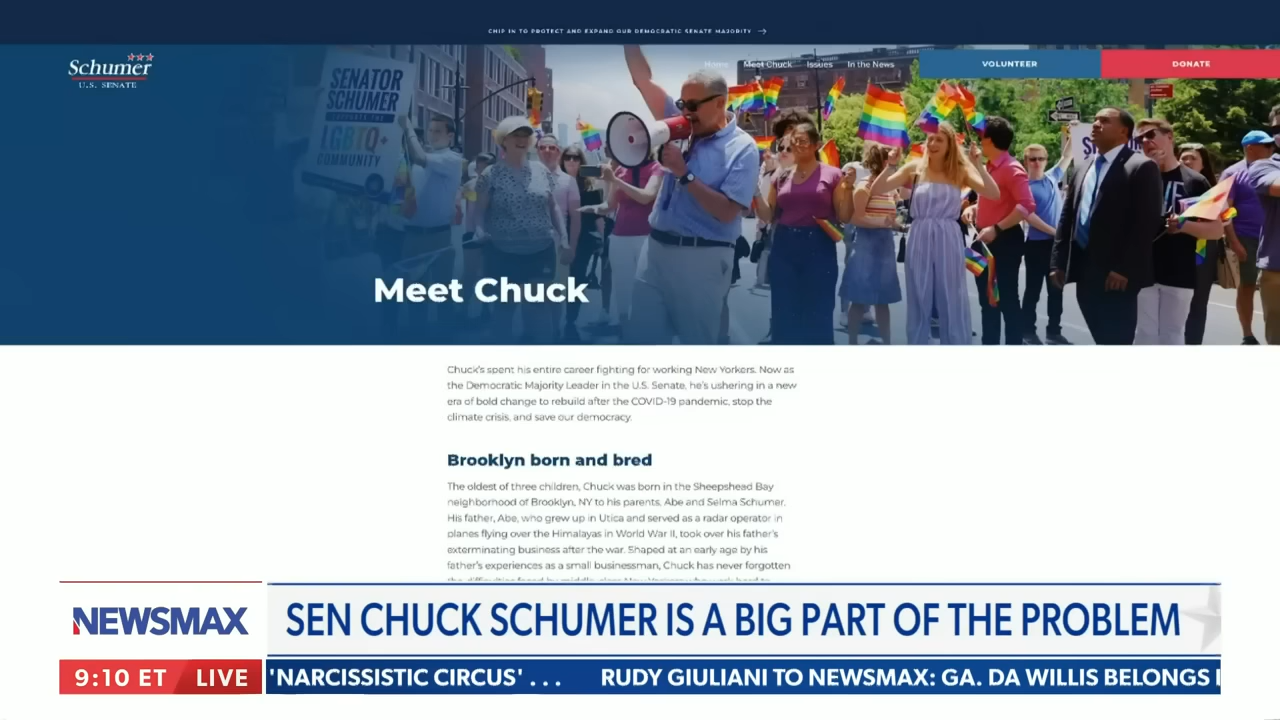 CHIP IN TO PROTECT AND EXPAND OUR DEMOCRATIC SENATE MAJORITY →
Schumer
U.S. SENATE
Home
Meet Chuck
Issues
In the News
VOLUNTEER
DONATE
SENATOR
SCHUMER
SUPPORTS THE
LGBTQ+
COMMUNITY
Meet Chuck
Chuck's spent his entire career fighting for working New Yorkers. Now as
the Democratic Majority Leader in the U.S. Senate, he's ushering in a new
era of bold change to rebuild after the COVID-19 pandemic, stop the
climate crisis, and save our democracy.
Brooklyn born and bred
The oldest of three children, Chuck was born in the Sheepshead Bay
neighborhood of Brooklyn, NY to his parents, Abe and Selma Schumer.
His father, Abe, who grew up in Utica and served as a radar operator in
planes flying over the Himalayas in World War II, took over his father's
exterminating business after the war. Shaped at an early age by his
father's experiences as a small businessman, Chuck has never forgotten
NEWSMAX
SEN CHUCK SCHUMER IS A BIG PART OF THE PROBLEM
9:10 ET LIVE
'NARCISSISTIC CIRCUS' . . . RUDY GIULIANI TO NEWSMAX: GA. DA WILLIS BELONGS